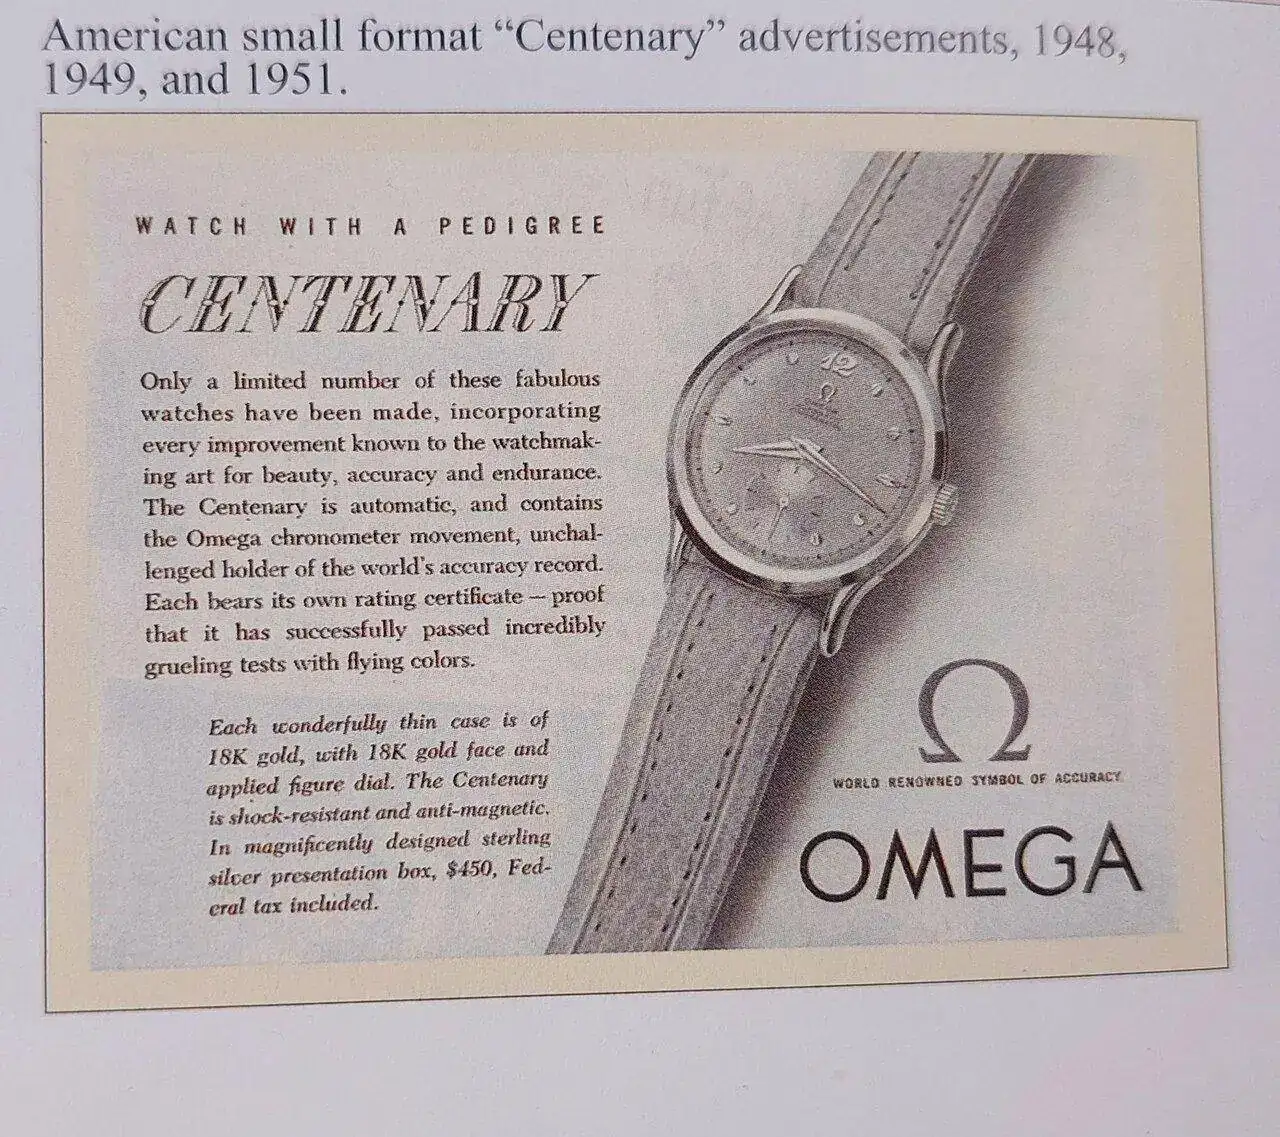 American small format “Centenary” advertisements, 1948,
1949, and 1951.
WATCH WITH A PEDIGREE
CENTENARY
Only a limited number of these fabulous
watches have been made, incorporating
every improvement known to the watchmak-
ing art for beauty, accuracy and endurance.
The Centenary is automatic, and contains
the Omega chronometer movement, unchal-
lenged holder of the world's accuracy record.
Each bears its own rating certificate — proof
that it has successfully passed incredibly
grueling tests with flying colors.
Each wonderfully thin case is of
18K gold, with 18K gold face and
applied figure dial. The Centenary
is shock-resistant and anti-magnetic.
In magnificently designed sterling
silver presentation box, $450, Fed-
eral tax included.
12
Ω
Ω
WORLD RENOWNED SYMBOL OF ACCURACY
OMEGA